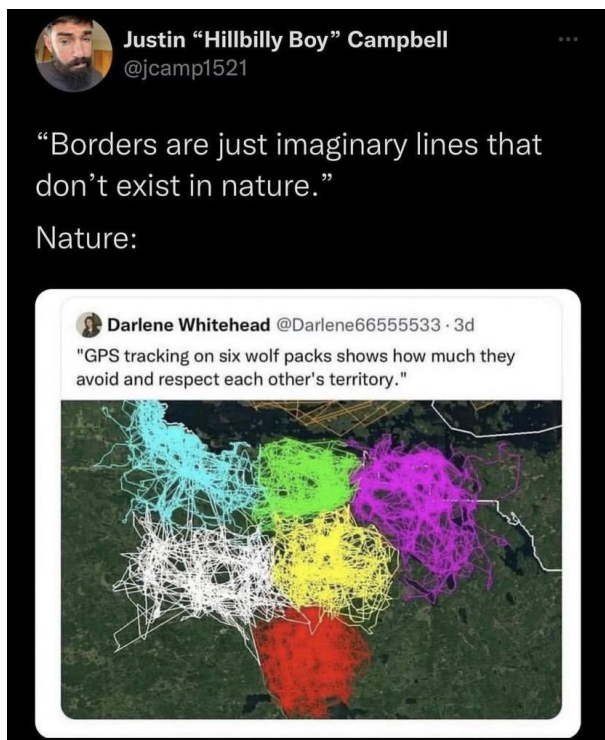 Justin “Hillbilly Boy” Campbell
@jcamp1521
“Borders are just imaginary lines that
don’t exist in nature.”
Nature:
Darlene Whitehead @Darlene66555533 · 3d
"GPS tracking on six wolf packs shows how much they
avoid and respect each other's territory."